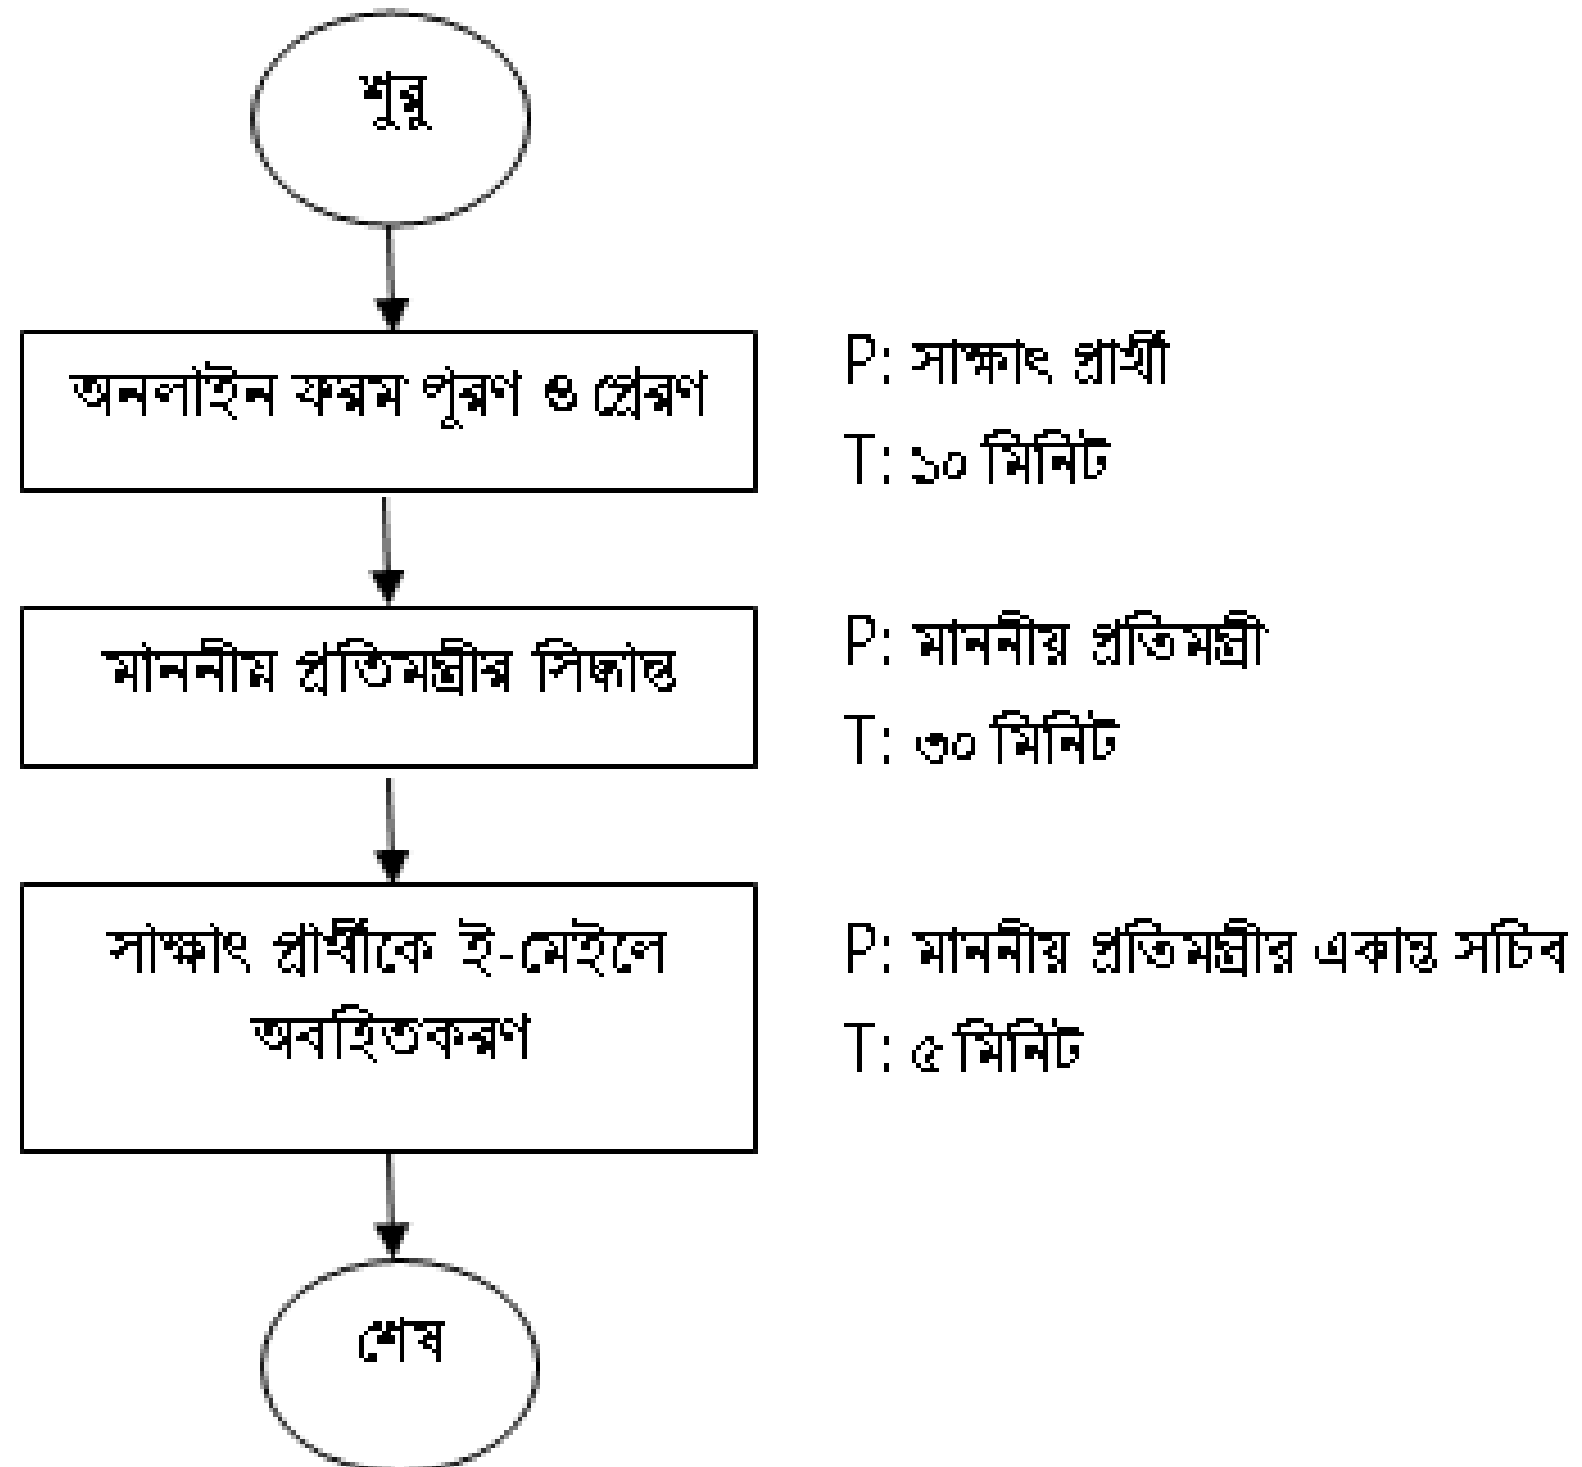 শুরু
অনলাইন ফরম পূরণ ও প্রেরণ
P: সাক্ষাৎ প্রার্থী
T: ১০ মিনিট
মাননীয় প্রতিমন্ত্রীর সিদ্ধান্ত
P: মাননীয় প্রতিমন্ত্রী
T: ৩০ মিনিট
সাক্ষাৎ প্রার্থীকে ই-মেইলে
অবহিতকরণ
P: মাননীয় প্রতিমন্ত্রীর একান্ত সচিব
T: ৫ মিনিট
শেষ